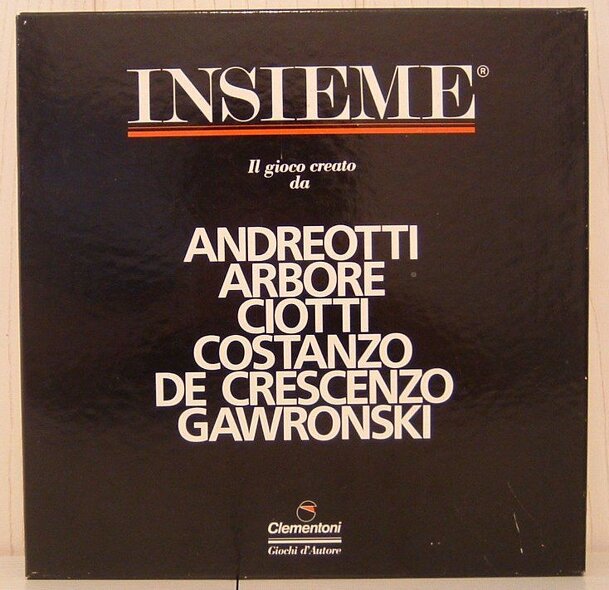 INSIEME®
Il gioco creato
da
ANDREOTTI
ARBORE
CIOTTI
COSTANZO
DE CRESCENZO
GAWRONSKI
Clementoni
Giochi d'Autore